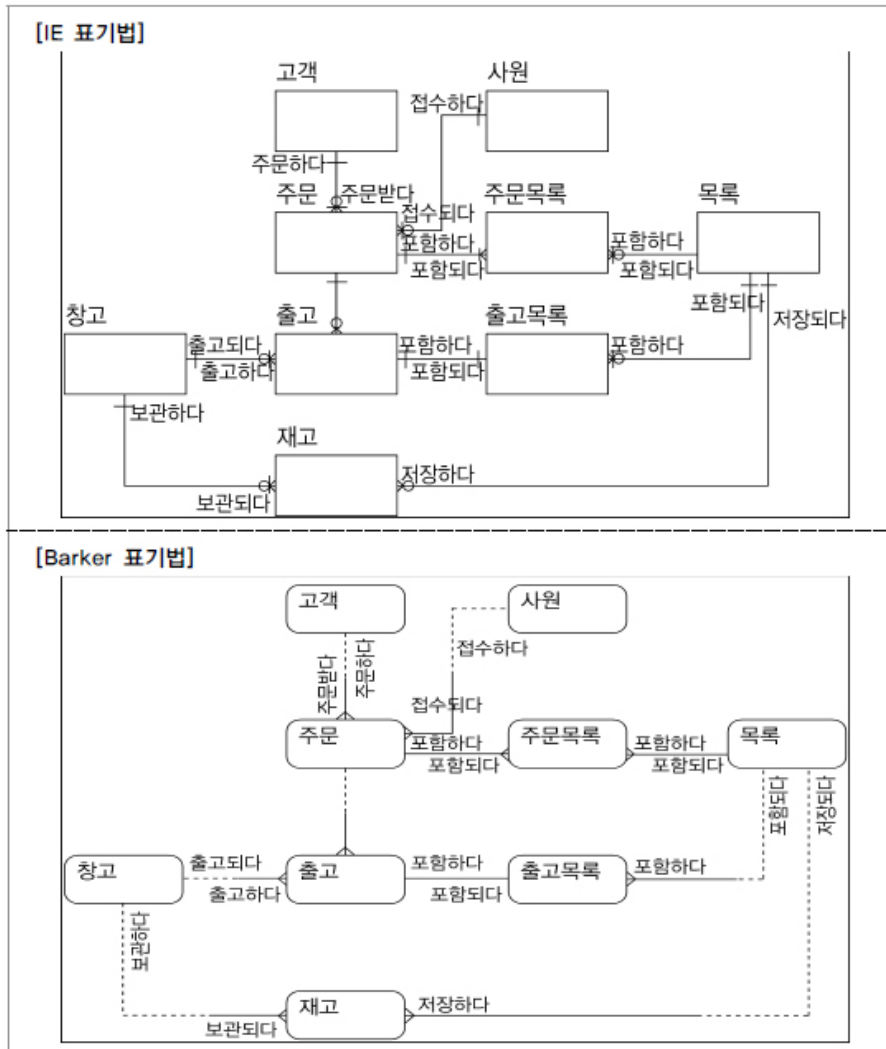 [IE 표기법]
고객 사원
접수하다
주문하다
주문 주문받다 주문목록 목록
접수되다
포함하다 포함하다
포함되다 포함되다
포함되다
창고 출고 출고목록 저장되다
출고되다 포함하다 포함하다
출고하다 포함되다
보관하다
재고
저장하다
보관되다
[Barker 표기법]
고객 사원
주문받다 주문하다 접수하다
접수되다
주문 포함하다 주문목록 포함하다 목록
포함되다 포함되다
포함되다 저장되다
출고되다 포함하다 포함하다
창고 출고 출고목록
출고하다 포함되다
보관하다
재고 저장하다
보관되다